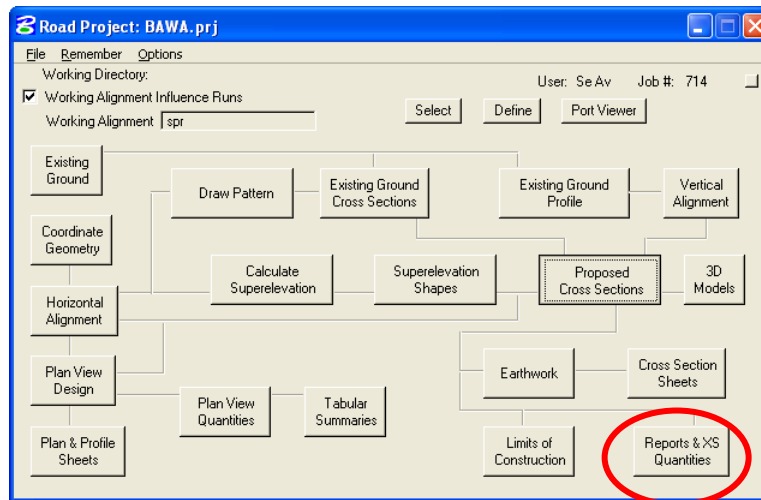 Road Project: BAWA.prj
File Remember Options
Working Directory:
User: Se Av Job #: 714
Working Alignment Influence Runs
Working Alignment spr
Select Define Port Viewer
Existing
Ground
Draw Pattern
Existing Ground
Cross Sections
Existing Ground
Profile
Vertical
Alignment
Coordinate
Geometry
Calculate
Superelevation
Superelevation
Shapes
Proposed
Cross Sections
3D
Models
Horizontal
Alignment
Plan View
Design
Earthwork
Cross Section
Sheets
Plan View
Quantities
Tabular
Summaries
Plan & Profile
Sheets
Limits of
Construction
Reports & XS
Quantities